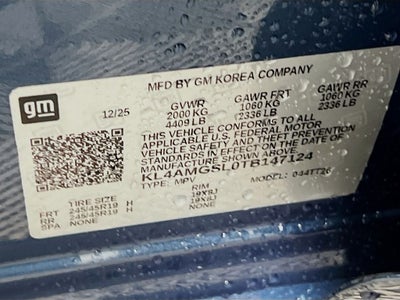 MFD BY GM KOREA COMPANY
gm
12/25
GVWR GAWR FRT GAWR RR
2000 KG 1060 KG 1060 KG
4409 LB 2336 LB 2336 LB
THIS VEHICLE CONFORMS TO ALL
APPLICABLE U.S. FEDERAL MOTOR
VEHICLE SAFETY AND THEFT
PREVENTION STANDARDS IN EFFECT ON THE DATE OF
MANUFACTURE SHOWN ABOVE.
KL4AMGSL0TB147124
TYPE: MPV MODEL: 044TT26
TIRE SIZE RIM
FRT 245/45R19 H 19X8J
RR 245/45R19 H 19X8J
SPA NONE NONE